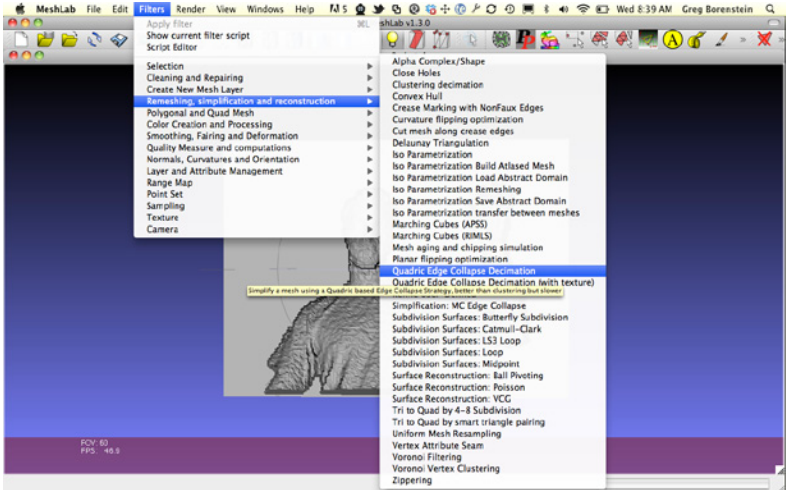 MeshLab File Edit Filters Render View Windows Help Wed 8:39 AM Greg Borenstein
shLab v1.3.0
Apply filter
Show current filter script
Script Editor
Selection
Cleaning and Repairing
Create New Mesh Layer
Remeshing, simplification and reconstruction
Polygonal and Quad Mesh
Color Creation and Processing
Smoothing, Fairing and Deformation
Quality Measure and computations
Normals, Curvatures and Orientation
Layer and Attribute Management
Range Map
Point Set
Sampling
Texture
Camera
Alpha Complex/Shape
Close Holes
Clustering decimation
Convex Hull
Crease Marking with NonFaux Edges
Curvature flipping optimization
Cut mesh along crease edges
Delaunay Triangulation
Iso Parametrization
Iso Parametrization Build Atlased Mesh
Iso Parametrization Load Abstract Domain
Iso Parametrization Remeshing
Iso Parametrization Save Abstract Domain
Iso Parametrization transfer between meshes
Marching Cubes (APSS)
Marching Cubes (RIMLS)
Mesh aging and chipping simulation
Planar flipping optimization
Quadric Edge Collapse Decimation
Quadric Edge Collapse Decimation (with texture)
Simplify a mesh using a Quadric based Edge Collapse Strategy, better than clustering but slower
Simplification: MC Edge Collapse
Subdivision Surfaces: Butterfly Subdivision
Subdivision Surfaces: Catmull-Clark
Subdivision Surfaces: LS3 Loop
Subdivision Surfaces: Loop
Subdivision Surfaces: Midpoint
Surface Reconstruction: Ball Pivoting
Surface Reconstruction: Poisson
Surface Reconstruction: VCG
Tri to Quad by 4-8 Subdivision
Tri to Quad by smart triangle pairing
Uniform Mesh Resampling
Vertex Attribute Seam
Voronoi Filtering
Voronoi Vertex Clustering
Zippering
FOV: 60
FPS: 46.8